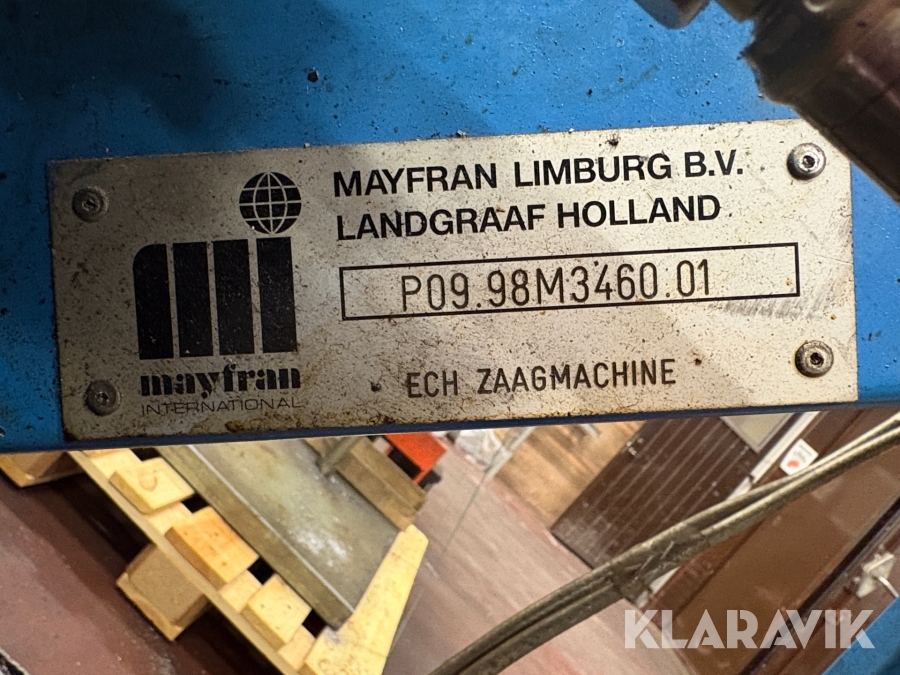 MAYFRAN LIMBURG B.V.
LANDGRAAF HOLLAND
P09.98M3460.01
mayfran
INTERNATIONAL
ECH ZAAGMACHINE
KLARAVIK